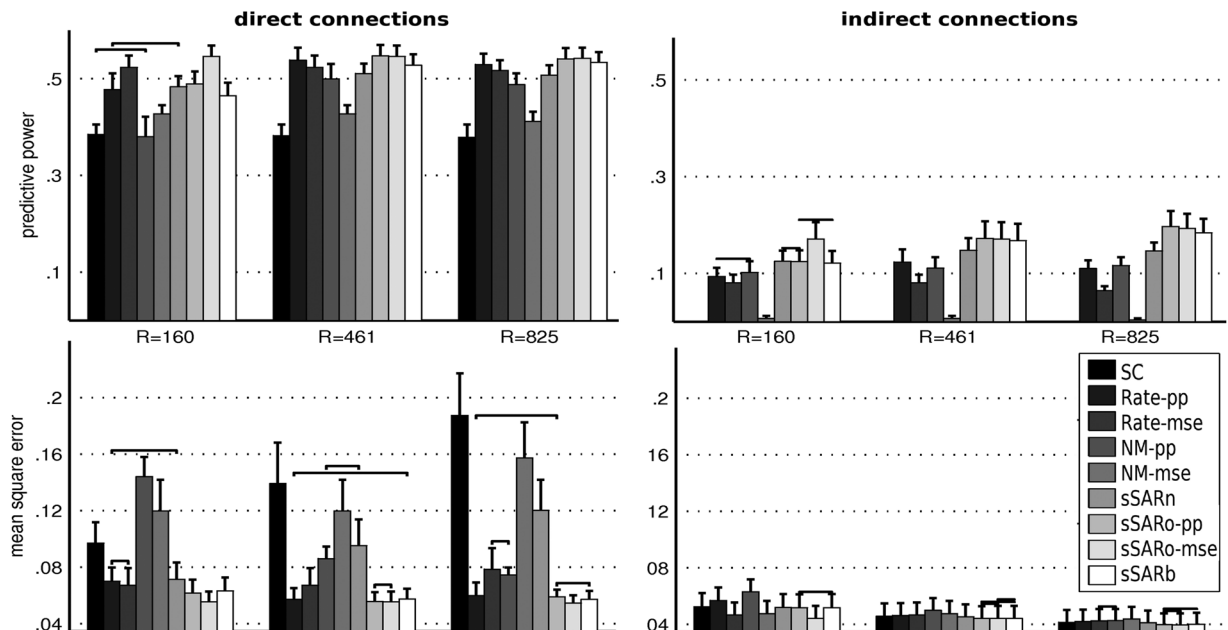 direct connections
indirect connections
predictive power
.5
.3
.1
R=160
R=461
R=825
.5
.3
.1
R=160
R=461
R=825
mean square error
.2
.16
.12
.08
.04
.2
16
12
08
04
SC
Rate-pp
Rate-mse
NM-pp
NM-mse
sSARn
sSARo-pp
sSARo-mse
sSARb